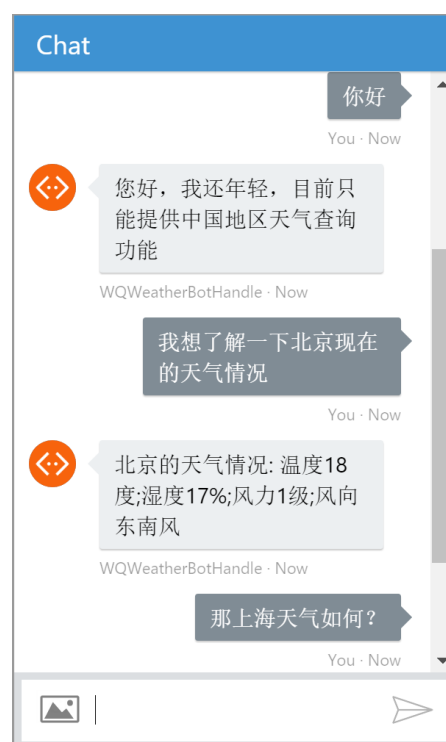 Chat
你好
You · Now
您好，我还年轻，目前只
能提供中国地区天气查询
功能
WQWeatherBotHandle · Now
我想了解一下北京现在
的天气情况
You · Now
北京的天气情况: 温度18
度;湿度17%;风力1级;风向
东南风
WQWeatherBotHandle · Now
那上海天气如何？
You · Now